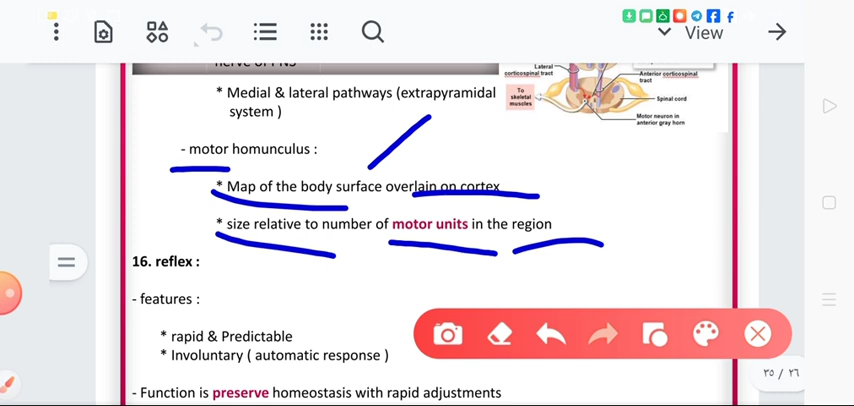 View
nerve of PNS
* Medial & lateral pathways (extrapyramidal
system )
Lateral
corticospinal tract
Anterior corticospinal
tract
To
skeletal
muscles
Spinal cord
Motor neuron in
anterior gray horn
- motor homunculus :
* Map of the body surface overlain on cortex
* size relative to number of motor units in the region
16. reflex :
- features :
* rapid & Predictable
* Involuntary ( automatic response )
- Function is preserve homeostasis with rapid adjustments
٣٥ / ٢٦